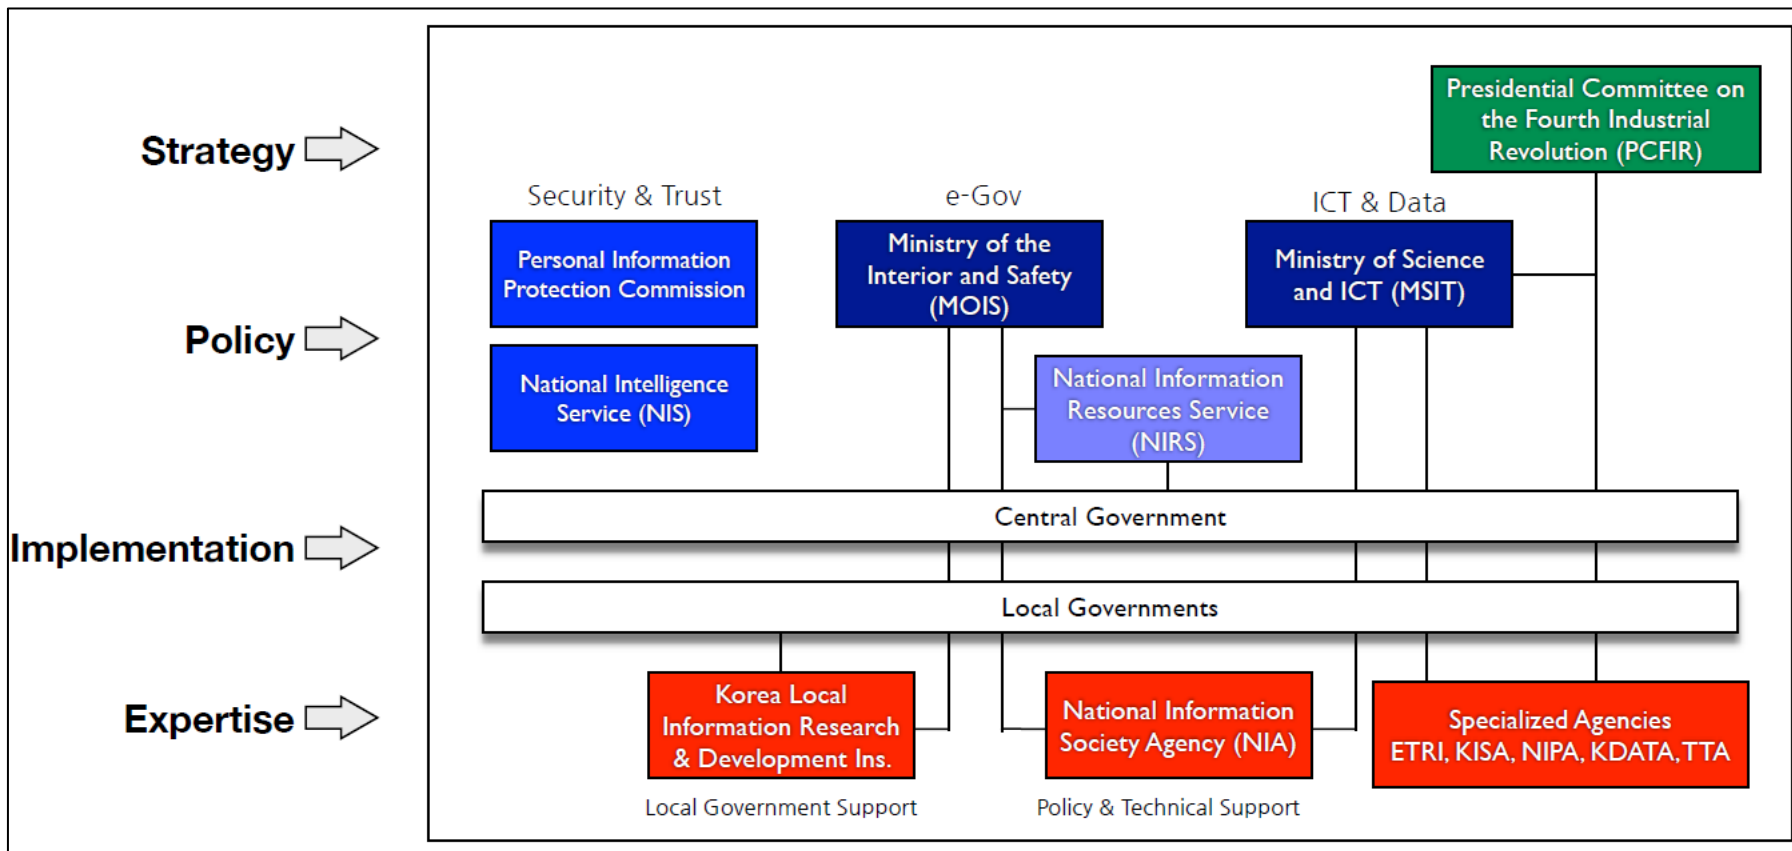 Strategy
Presidential Committee on
the Fourth Industrial
Revolution (PCFIR)
Security & Trust
e-Gov
ICT & Data
Policy
Personal Information
Protection Commission
Ministry of the
Interior and Safety
(MOIS)
Ministry of Science
and ICT (MSIT)
National Intelligence
Service (NIS)
National Information
Resources Service
(NIRS)
Implementation
Central Government
Local Governments
Expertise
Korea Local
Information Research
& Development Ins.
National Information
Society Agency (NIA)
Specialized Agencies
ETRI, KISA, NIPA, KDATA, TTA
Local Government Support
Policy & Technical Support